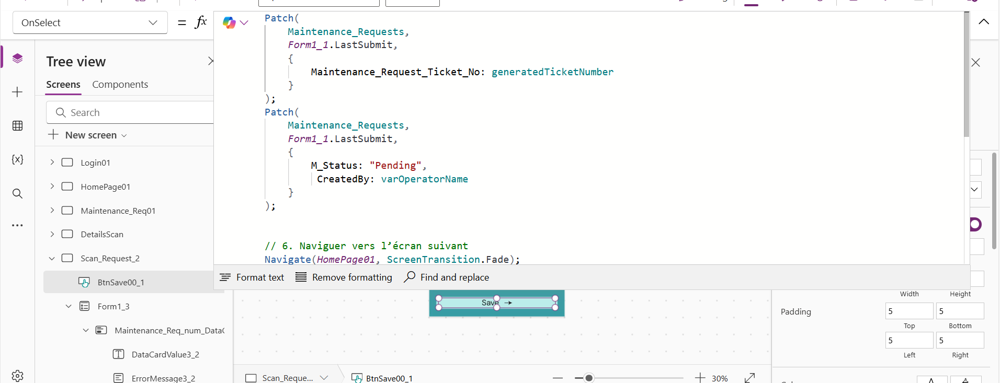 OnSelect
= fx
Patch(
Maintenance_Requests,
Form1_1.LastSubmit,
{
Maintenance_Request_Ticket_No: generatedTicketNumber
}
);
Patch(
Maintenance_Requests,
Form1_1.LastSubmit,
{
M_Status: "Pending",
CreatedBy: varOperatorName
}
);
// 6. Naviguer vers l’écran suivant
Navigate(HomePage01, ScreenTransition.Fade);
Format text
Remove formatting
Find and replace
Tree view
Screens
Components
Search
New screen
Login01
HomePage01
Maintenance_Req01
DetailsScan
Scan_Request_2
BtnSave00_1
Form1_3
Maintenance_Req_num_DataC
DataCardValue3_2
ErrorMessage3_2
Save →
Scan_Reque...
BtnSave00_1
30%
Width
Height
Padding
5
5
Top
Bottom
5
5
Left
Right